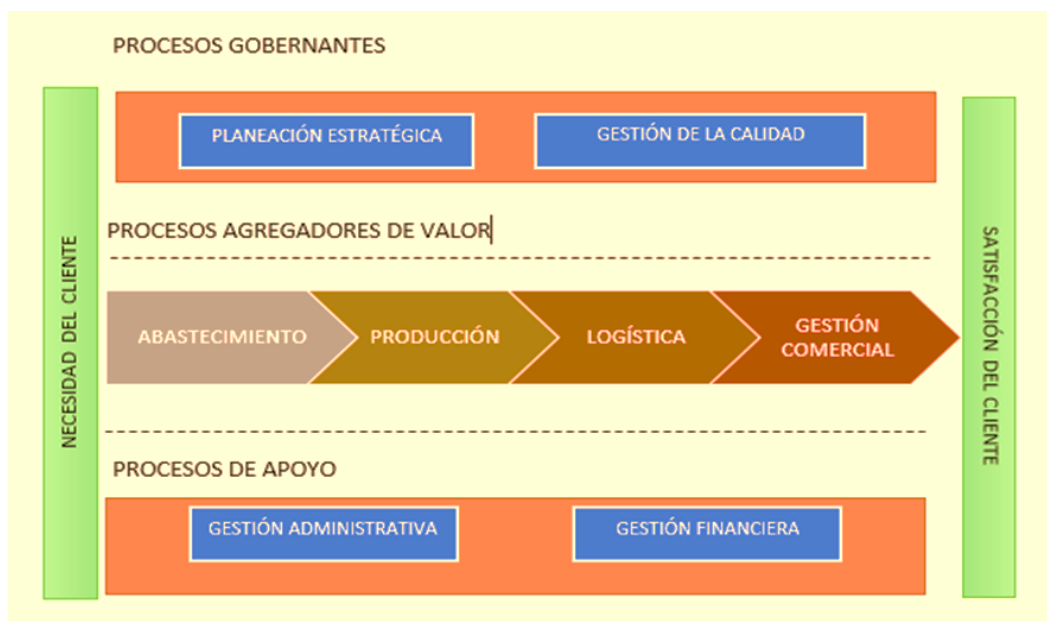 PROCESOS GOBERNANTES
PLANEACIÓN ESTRATÉGICA
GESTIÓN DE LA CALIDAD
NECESIDAD DEL CLIENTE
PROCESOS AGREGADORES DE VALOR
ABASTECIMIENTO
PRODUCCIÓN
LOGÍSTICA
GESTIÓN
COMERCIAL
SATISFACCIÓN DEL CLIENTE
PROCESOS DE APOYO
GESTIÓN ADMINISTRATIVA
GESTIÓN FINANCIERA